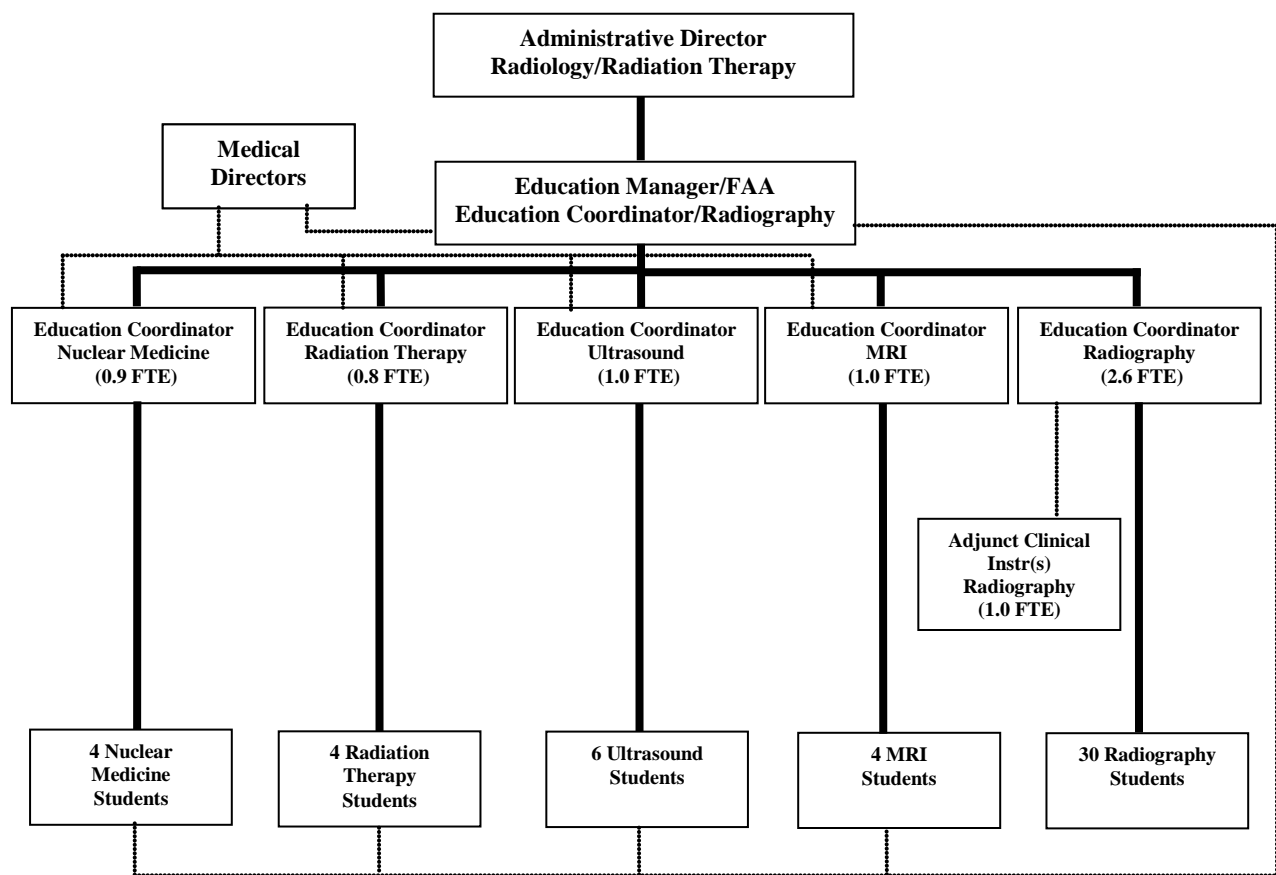 Administrative Director
Radiology/Radiation Therapy
Medical
Directors
Education Manager/FAA
Education Coordinator/Radiography
Education Coordinator
Nuclear Medicine
(0.9 FTE)
Education Coordinator
Radiation Therapy
(0.8 FTE)
Education Coordinator
Ultrasound
(1.0 FTE)
Education Coordinator
MRI
(1.0 FTE)
Education Coordinator
Radiography
(2.6 FTE)
Adjunct Clinical
Instr(s)
Radiography
(1.0 FTE)
4 Nuclear
Medicine
Students
4 Radiation
Therapy
Students
6 Ultrasound
Students
4 MRI
Students
30 Radiography
Students